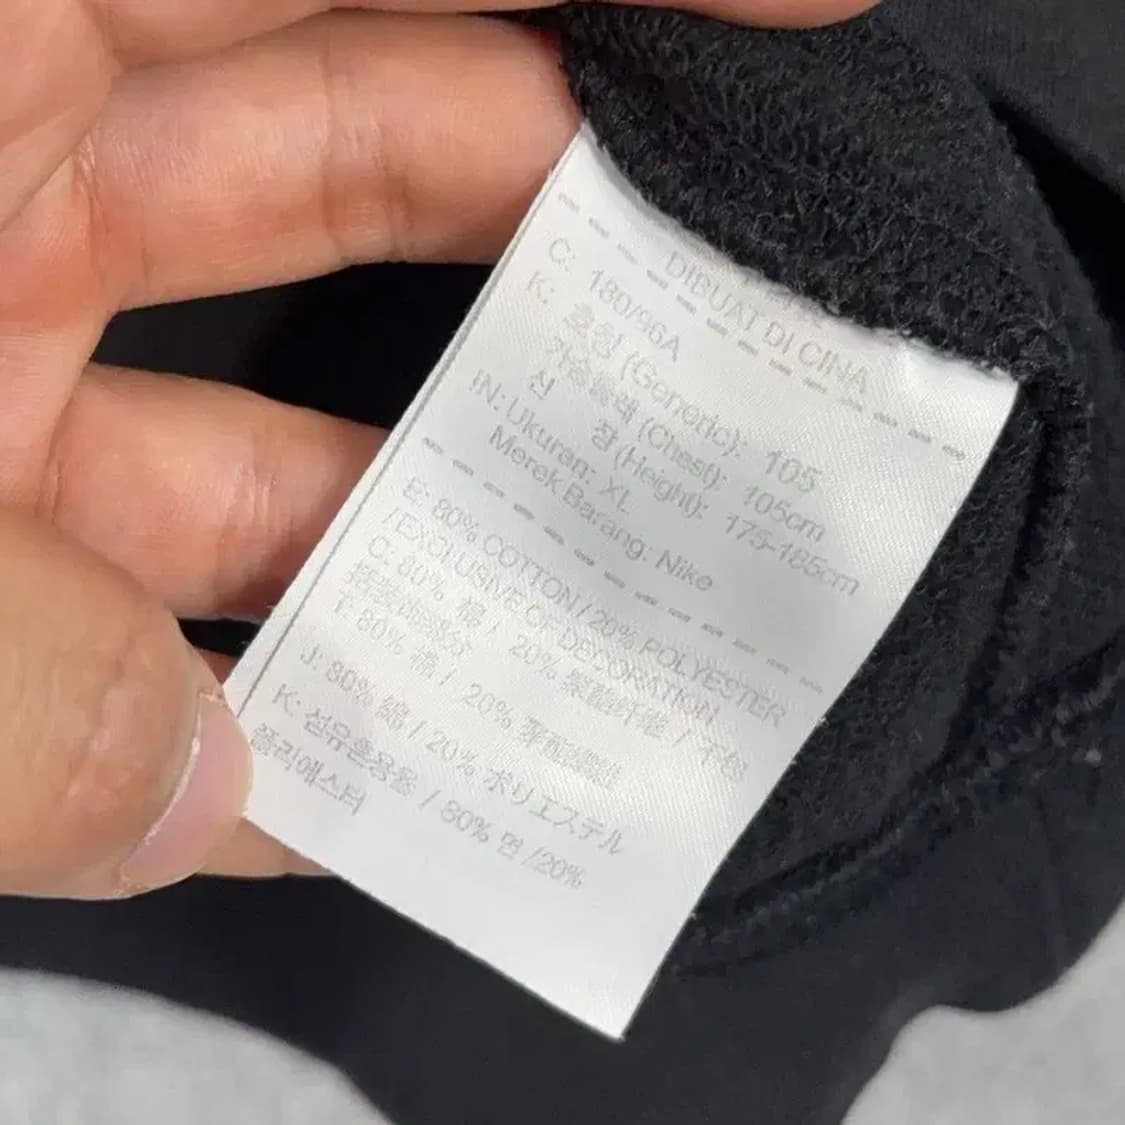 DIBUAT DI CINA
C: 180/96A
K: 호칭 (Generic): 105
가슴둘레 (Chest): 105cm
신 장 (Height): 175-185cm
IN: Ukuran: XL
Merek Barang: Nike
E: 80% COTTON / 20% POLYESTER
/ EXCLUSIVE OF DECORATION
C: 80% 棉 / 20% 聚酯纤维 / 不包
括装饰部分
T: 80% 棉 / 20% 聚酯纖維
J: 80% 綿 / 20% ポリエステル
K: 섬유혼용율 / 80% 면 /20%
폴리에스터